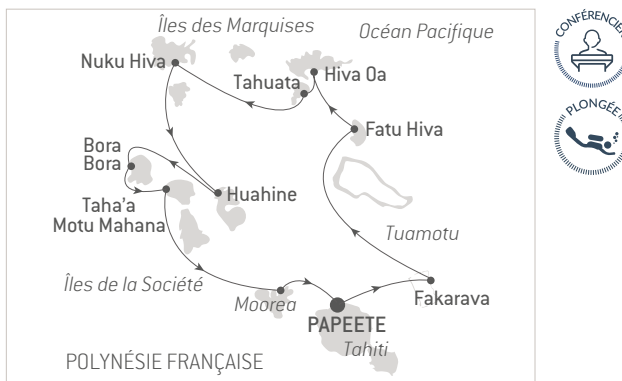 Îles des Marquises
Océan Pacifique
Nuku Hiva
Hiva Oa
Tahuata
Fatu Hiva
Bora
Bora
Huahine
Taha'a
Motu Mahana
Tuamotu
Îles de la Société
Moorea
Fakarava
PAPEETE
Tahiti
POLYNÉSIE FRANÇAISE
CONFÉRENCIER
PLONGÉE